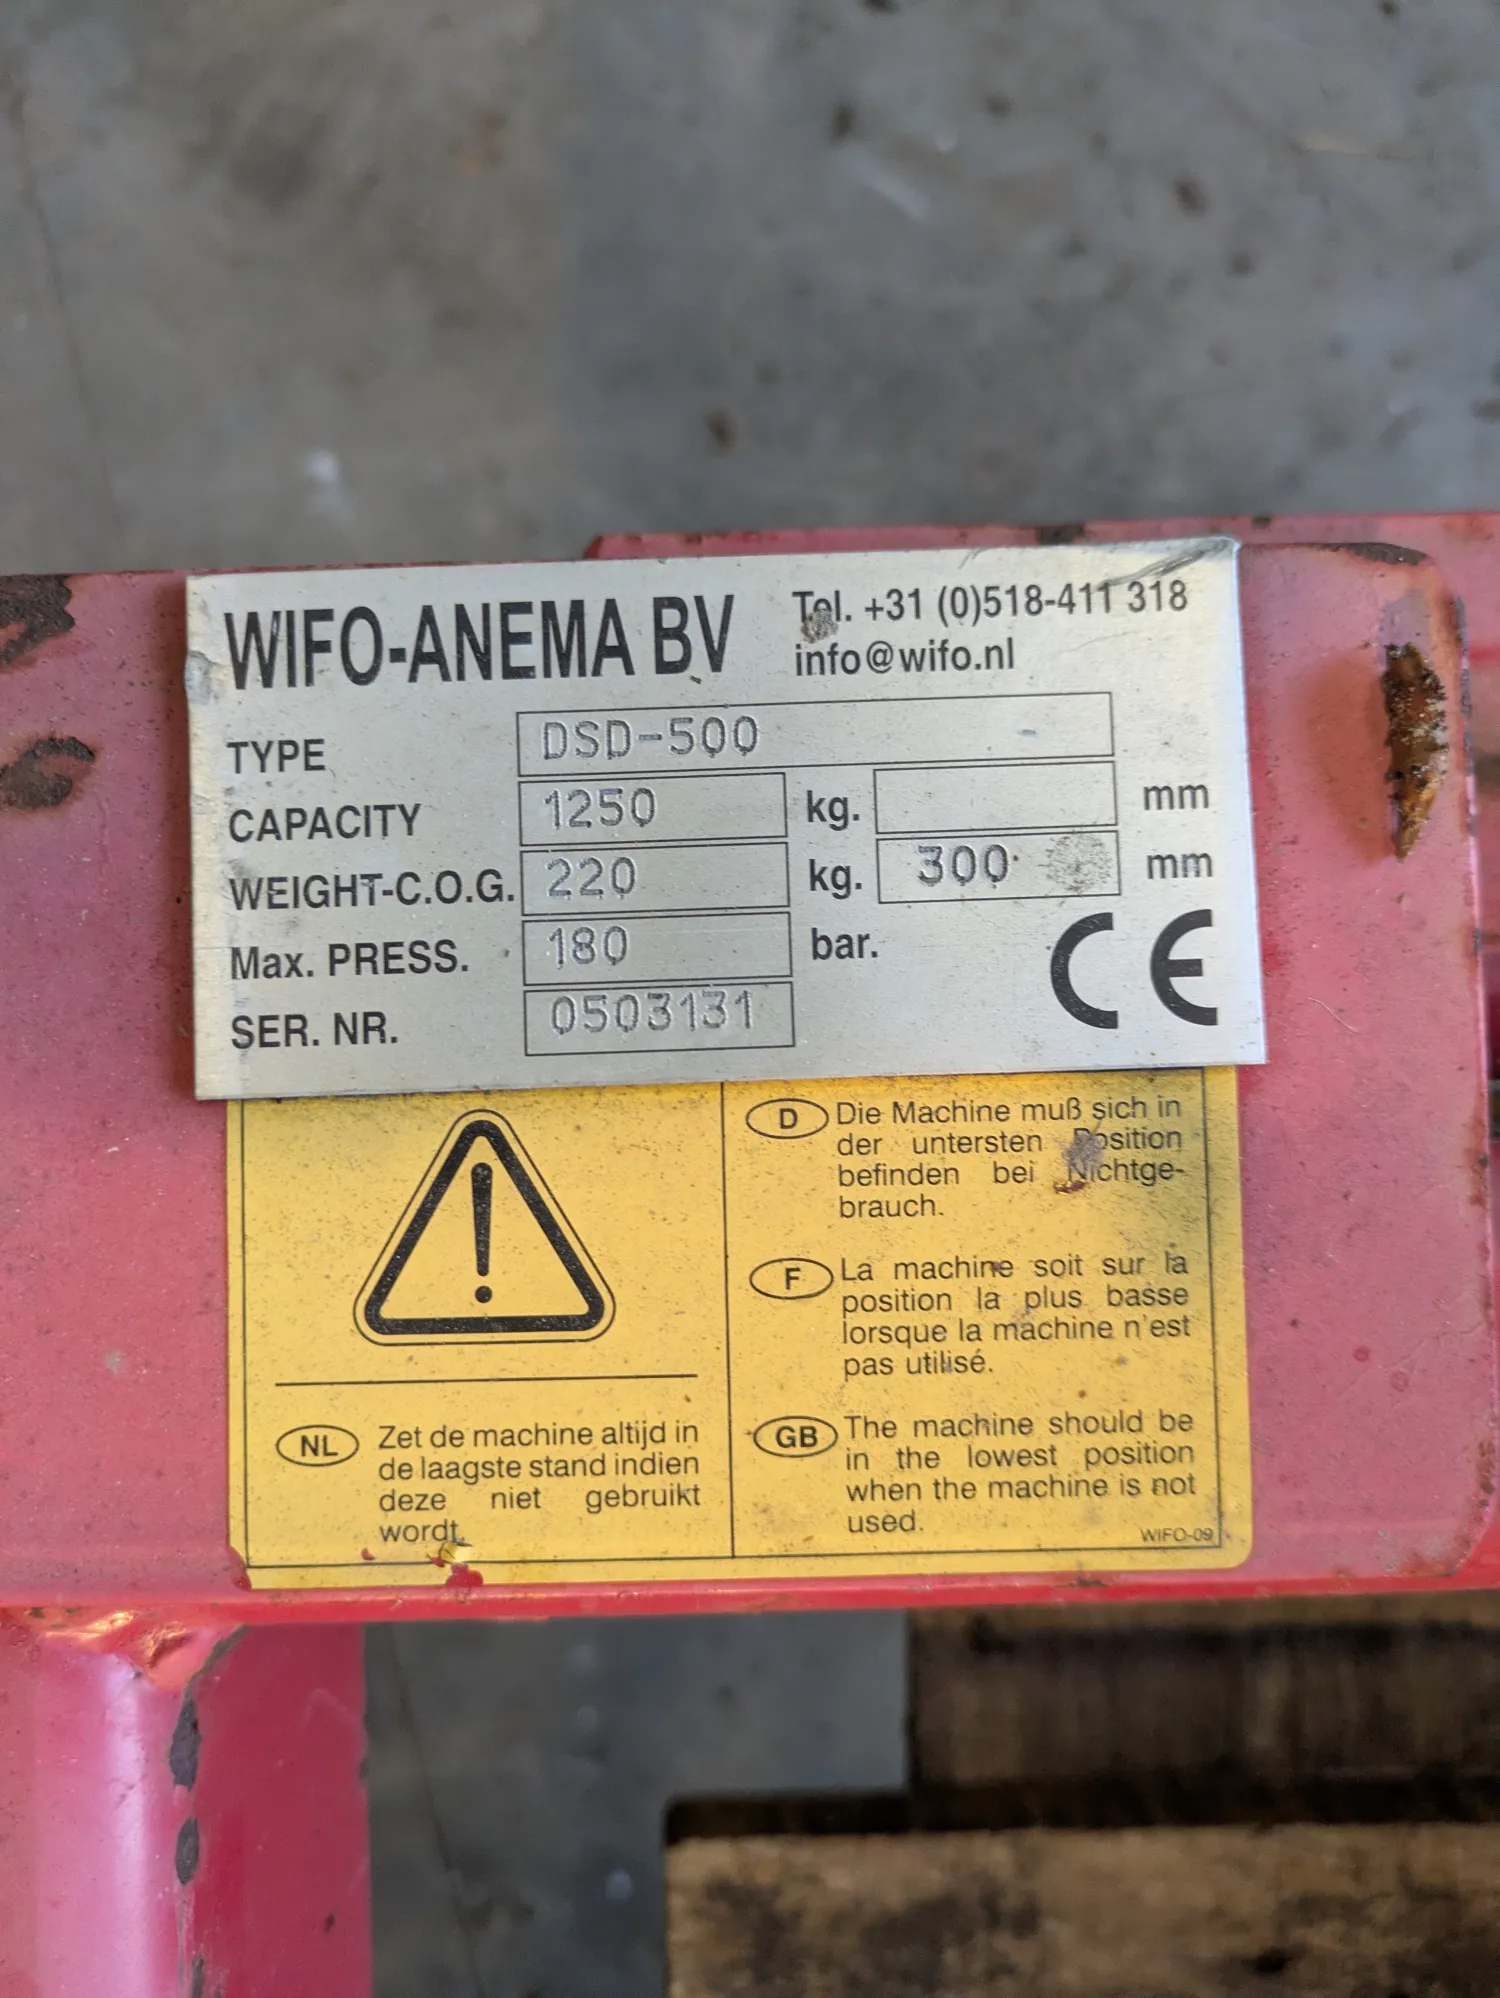 WIFO-ANEMA BV
Tel. +31 (0)518-411 318
info@wifo.nl
TYPE DSD-500
CAPACITY 1250 kg. mm
WEIGHT-C.O.G. 220 kg. 300 mm
Max. PRESS. 180 bar.
SER. NR. 0503131
CE
!
NL Zet de machine altijd in
de laagste stand indien
deze niet gebruikt
wordt.
D Die Machine muß sich in
der untersten Position
befinden bei Nichtge-
brauch.
F La machine soit sur la
position la plus basse
lorsque la machine n'est
pas utilisé.
GB The machine should be
in the lowest position
when the machine is not
used.
WIFO-09